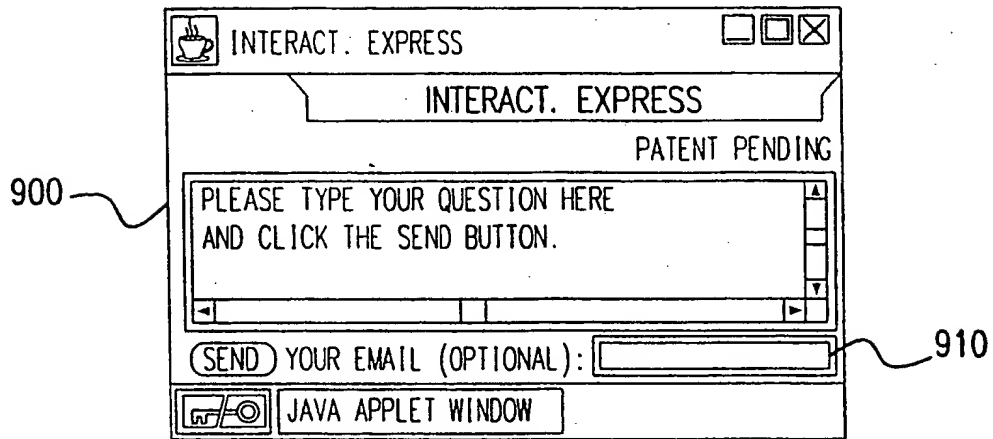 INTERACT. EXPRESS
INTERACT. EXPRESS
PATENT PENDING
900
PLEASE TYPE YOUR QUESTION HERE
AND CLICK THE SEND BUTTON.
SEND YOUR EMAIL (OPTIONAL):
910
JAVA APPLET WINDOW